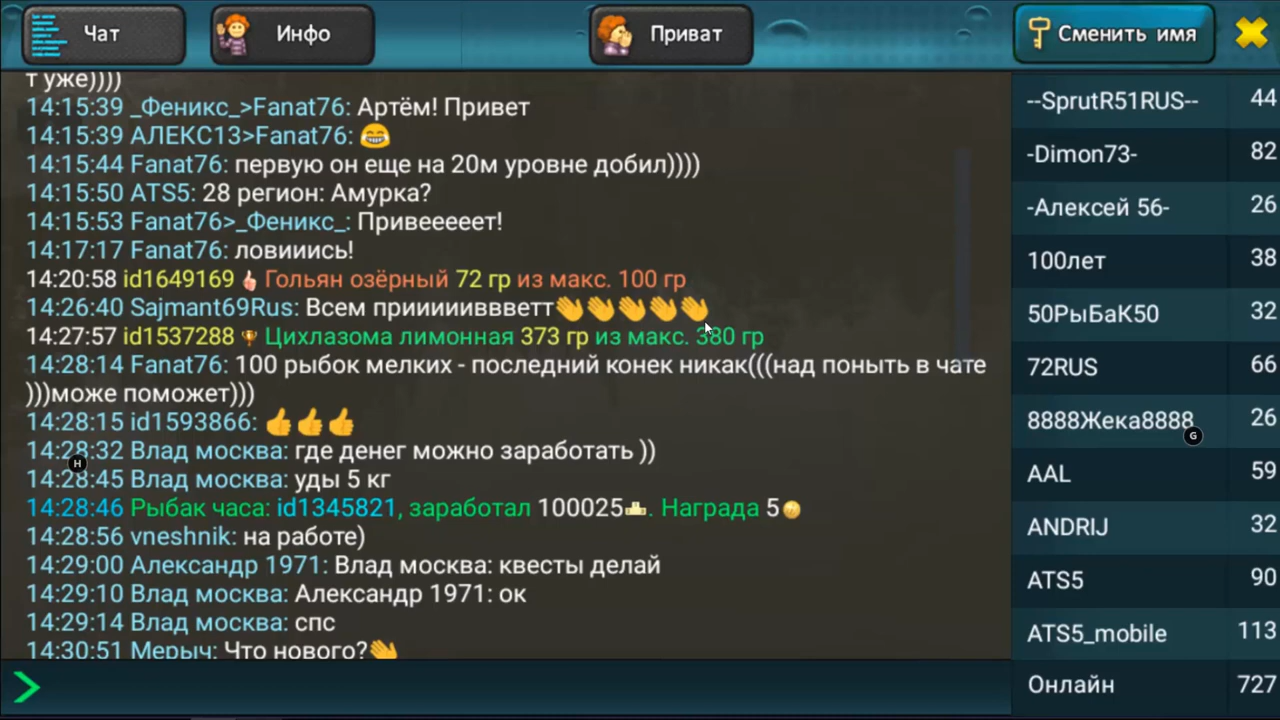 Чат
Инфо
Приват
Сменить имя
т уже))))
14:15:39 _Феникс_>Fanat76: Артём! Привет
14:15:39 АЛЕКС13>Fanat76: 😂
14:15:44 Fanat76: первую он еще на 20м уровне добил))))
14:15:50 ATS5: 28 регион: Амурка?
14:15:53 Fanat76>_Феникс_: Привеееееет!
14:17:17 Fanat76: ловииись!
14:20:58 id1649169 Гольян озёрный 72 гр из макс. 100 гр
14:26:40 Sajmant69Rus: Всем прииииивветт👋👋👋👋👋
14:27:57 id1537288 🏆 Цихлазома лимонная 373 гр из макс. 380 гр
14:28:14 Fanat76: 100 рыбок мелких - последний конек никак(((над поныть в чате
)))може поможет)))
14:28:15 id1593866: 👍👍👍
14:28:32 Влад москва: где денег можно заработать ))
14:28:45 Влад москва: уды 5 кг
14:28:46 Рыбак часа: id1345821, заработал 100025. Награда 5
14:28:56 vneshnik: на работе)
14:29:00 Александр 1971: Влад москва: квесты делай
14:29:10 Влад москва: Александр 1971: ок
14:29:14 Влад москва: спс
14:30:51 Мерыч: Что нового?👋
H
--SprutR51RUS-- 44
-Dimon73- 82
-Алексей 56- 26
100лет 38
50РыБаК50 32
72RUS 66
8888Жека8888 26
G
AAL 59
ANDRIJ 32
ATS5 90
ATS5_mobile 113
Онлайн 727